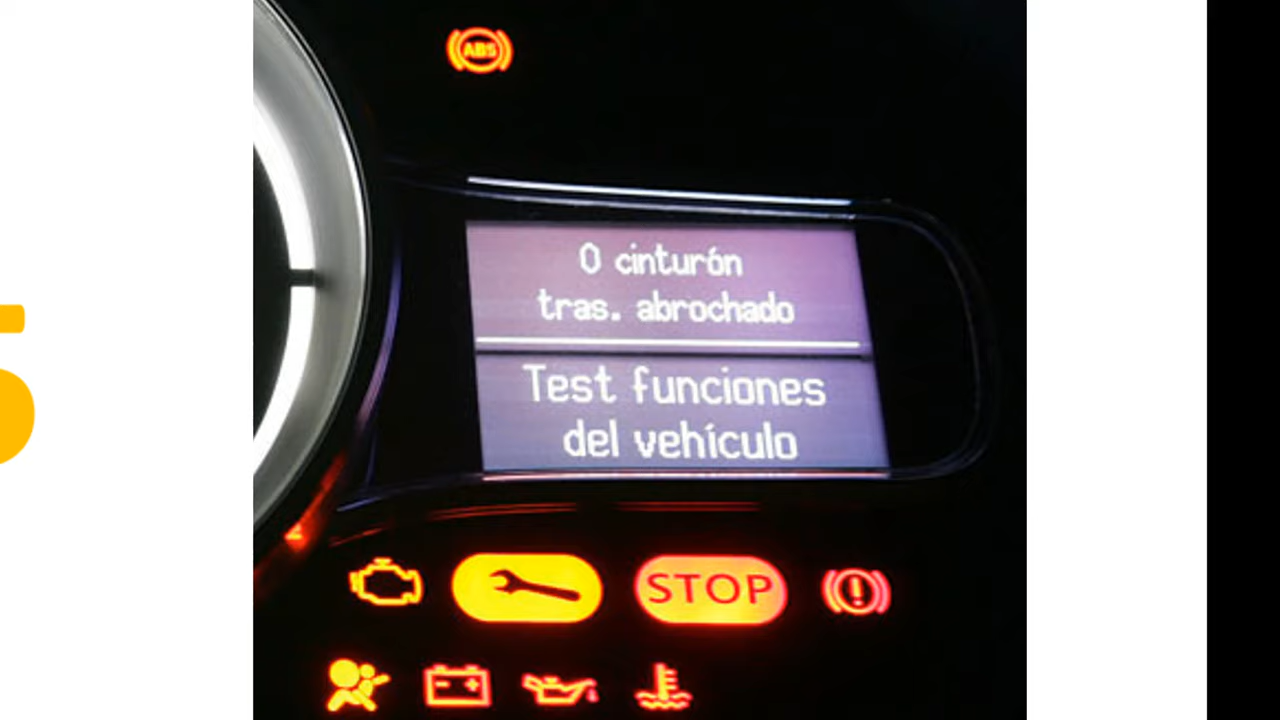 ABS
0 cinturón
tras. abrochado
Test funciones
del vehículo
STOP